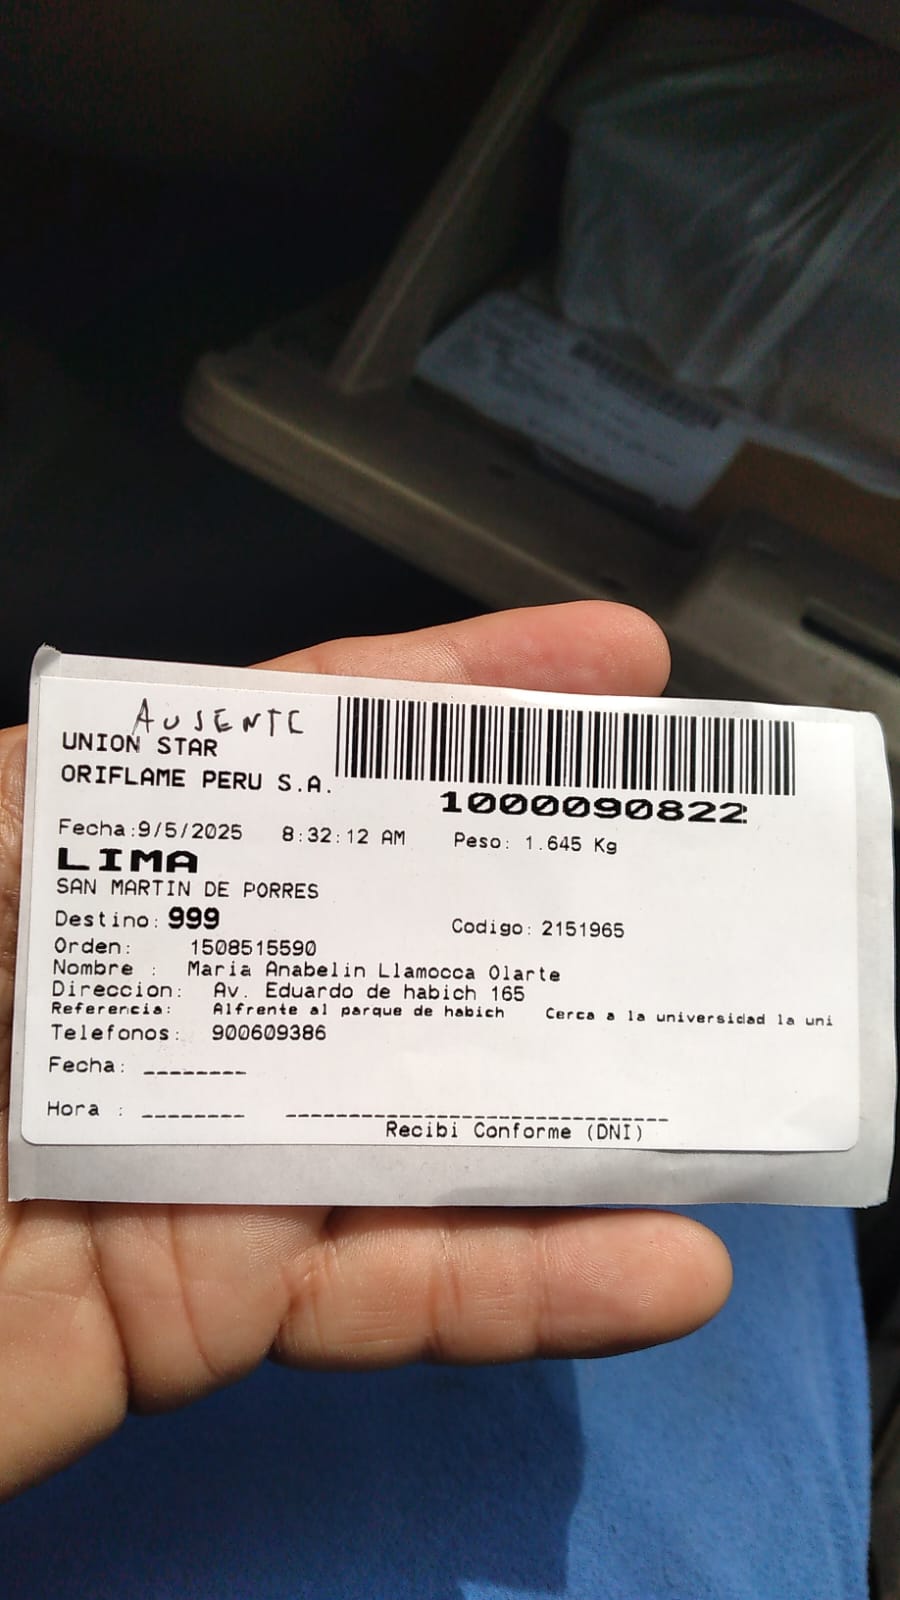 AUSENTE
UNION STAR
ORIFLAME PERU S.A.
1000090822
Fecha:9/5/2025 8:32:12 AM Peso: 1.645 Kg
LIMA
SAN MARTIN DE PORRES
Destino: 999 Codigo: 2151965
Orden: 1508515590
Nombre : Maria Anabelin Llamocca Olarte
Direccion: Av. Eduardo de habich 165
Referencia: Alfrente al parque de habich Cerca a la universidad la uni
Telefonos: 900609386
Fecha: ________
Hora : ________ ______________________________
Recibi Conforme (DNI)